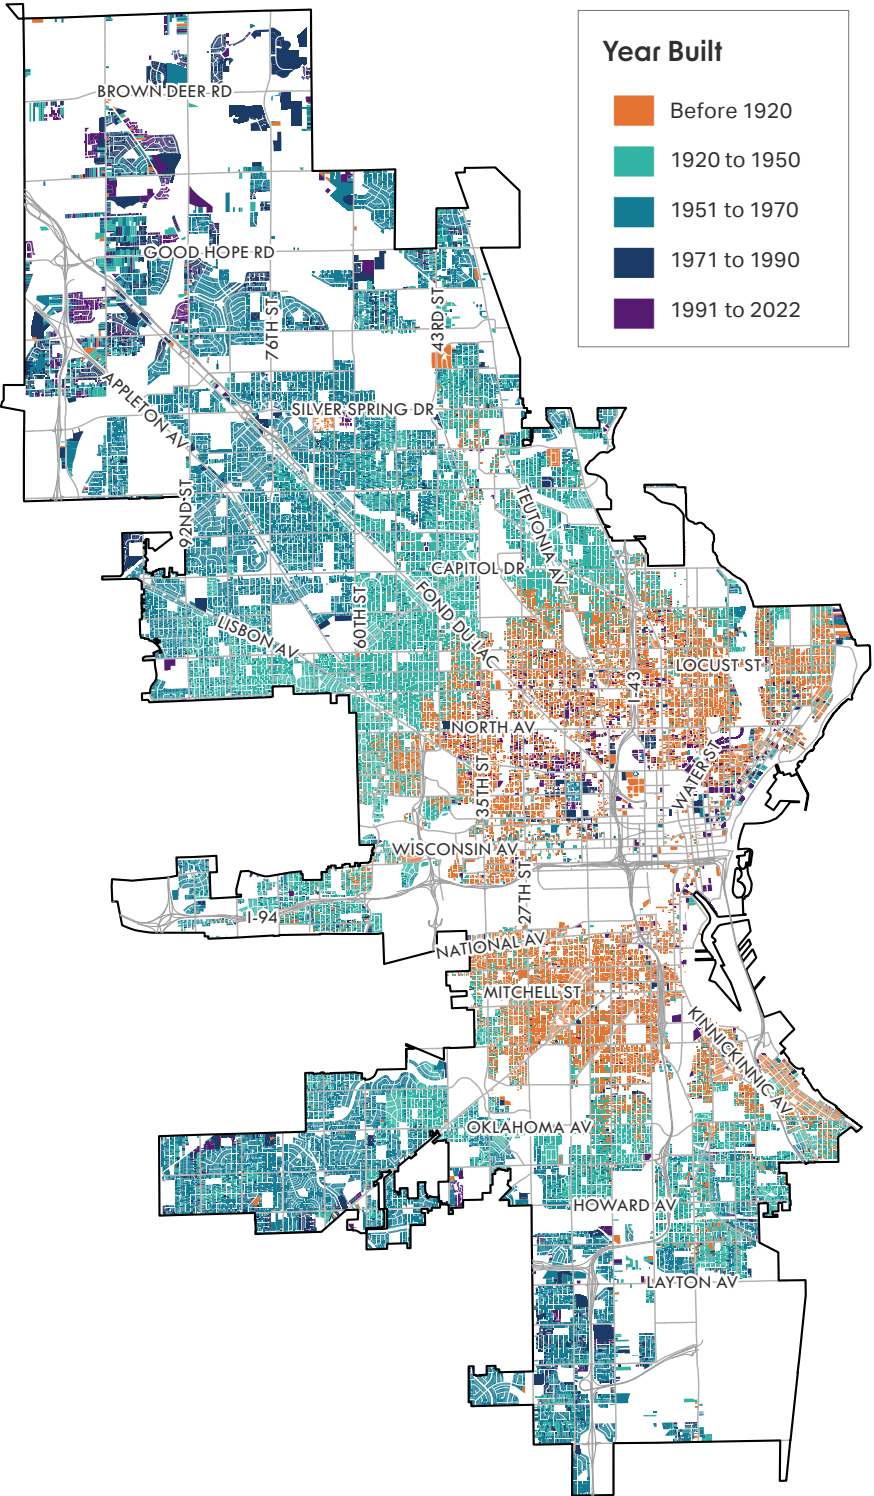 Year Built
Before 1920
1920 to 1950
1951 to 1970
1971 to 1990
1991 to 2022
BROWN DEER RD
GOOD HOPE RD
76TH ST
43RD ST
APPLETON AV
SILVER SPRING DR
92ND ST
TEUTONIA AV
CAPITOL DR
FOND DU LAC
60TH ST
LISBON AV
LOCUST ST
I-43
NORTH AV
WATER ST
35TH ST
WISCONSIN AV
27TH ST
I-94
NATIONAL AV
MITCHELL ST
KINNICKINNIC AV
OKLAHOMA AV
HOWARD AV
LAYTON AV